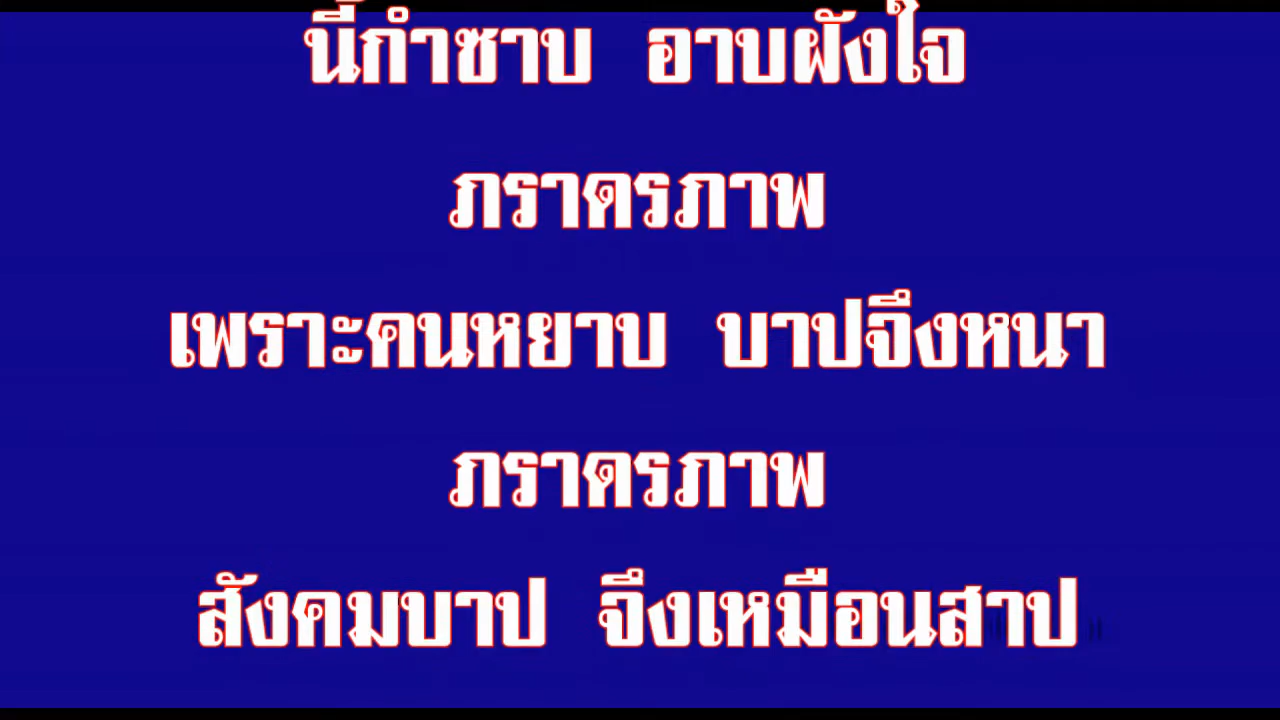 นี้กำซาบ อาบผังใจ
ภราดรภาพ
เพราะคนหยาบ บาปจึงหนา
ภราดรภาพ
สังคมบาป จึงเหมือนสาป